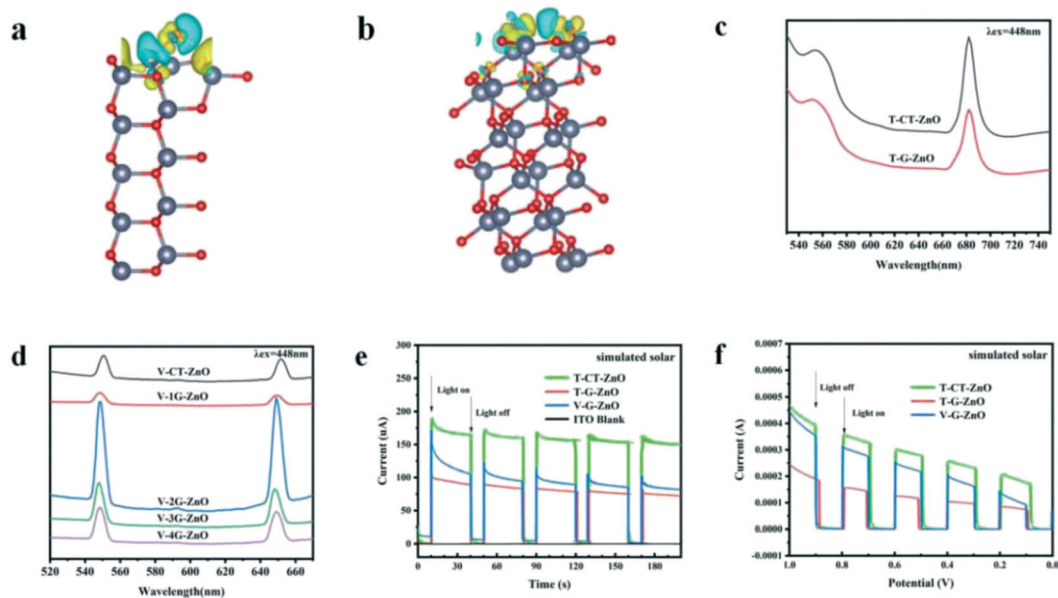 a
b
c
λex=448nm
T-CT-ZnO
T-G-ZnO
530 560 580 600 620 640 660 680 700 720 740
Wavelength(nm)
d
λex=448nm
V-CT-ZnO
V-1G-ZnO
V-2G-ZnO
V-3G-ZnO
V-4G-ZnO
520 540 560 580 600 620 640 660
Wavelength(nm)
e
simulated solar
T-CT-ZnO
T-G-ZnO
V-G-ZnO
ITO Blank
Light on
Light off
Current (uA)
300
250
200
150
100
50
0
0 30 60 90 120 150 180
Time (s)
f
simulated solar
T-CT-ZnO
T-G-ZnO
V-G-ZnO
Light off
Light on
Current (A)
0.0007
0.0006
0.0005
0.0004
0.0003
0.0002
0.0001
0.0000
-0.0001
1.0 0.8 0.6 0.4 0.2 0.0
Potential (V)